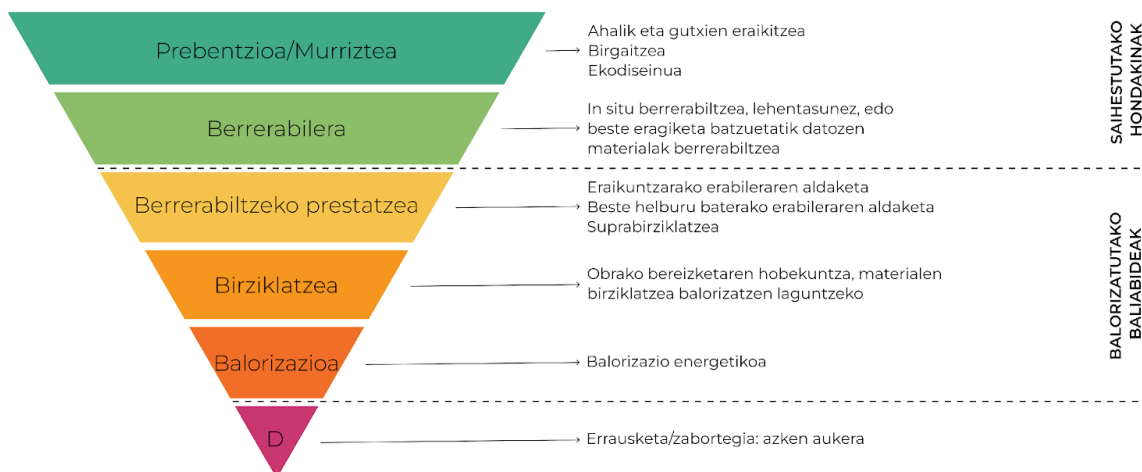 Prebentzioa/Murriztea
Ahalik eta gutxien eraikitzea
Birgaitzea
Ekodiseinua
SAIHESTUTAKO
HONDAKINAK
Berrerabilera
In situ berrerabiltzea, lehentasunez, edo
beste eragiketa batzuetatik datozen
materialak berrerabiltzea
Berrerabiltzeko prestatzea
Eraikuntzarako erabileraren aldaketa
Beste helburu baterako erabileraren aldaketa
Suprabirziklatzea
BALORIZATUTAKO
BALIABIDEAK
Birziklatzea
Obrako bereizketaren hobekuntza, materialen
birziklatzea balorizatzen laguntzeko
Balorizazioa
Balorizazio energetikoa
D
Errausketa/zabortegia: azken aukera